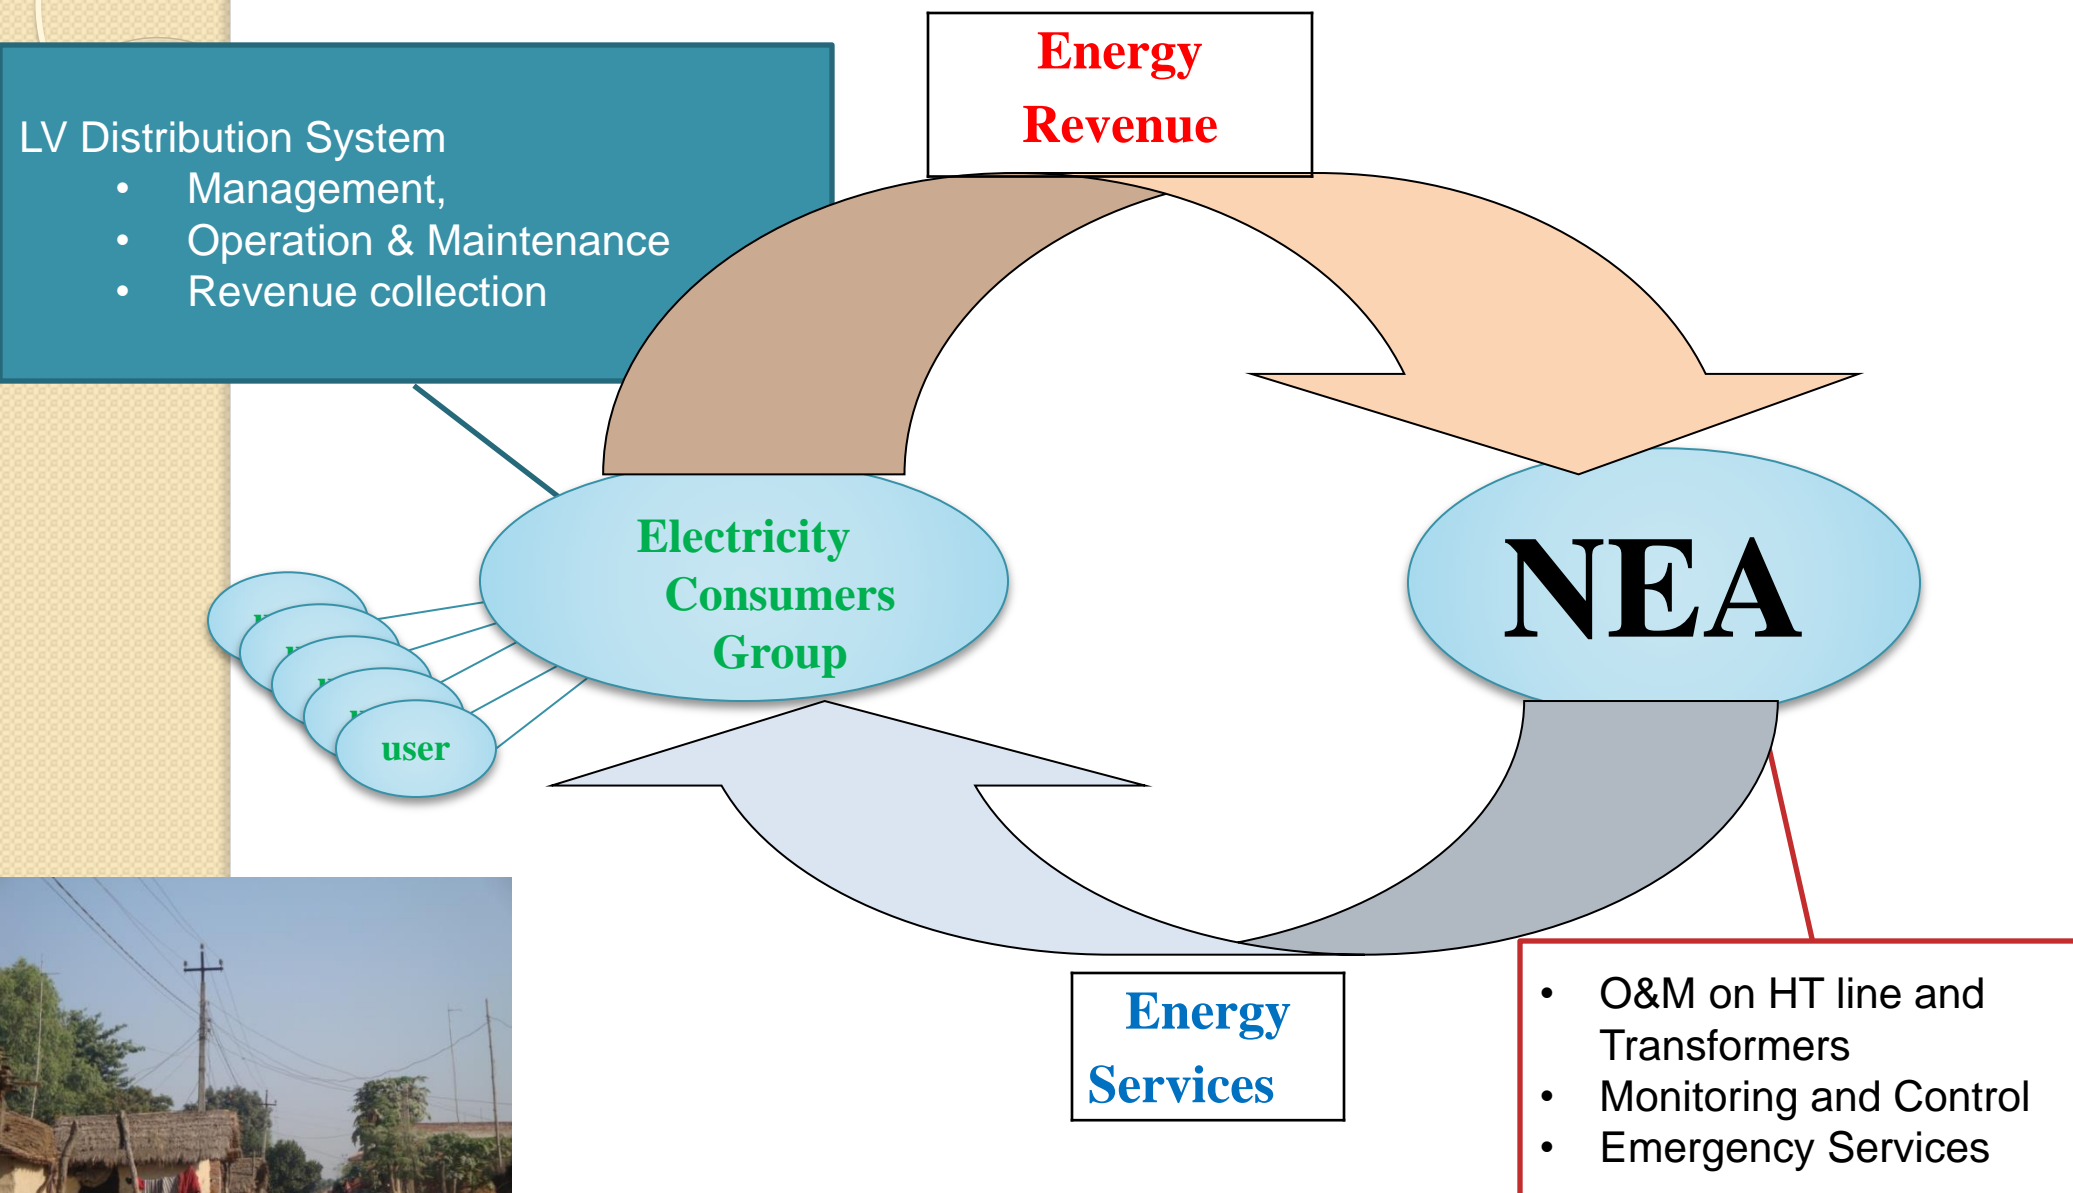 Energy
Revenue
LV Distribution System
• Management,
• Operation & Maintenance
• Revenue collection
Electricity
Consumers
Group
NEA
user
Energy
Services
• O&M on HT line and
Transformers
• Monitoring and Control
• Emergency Services